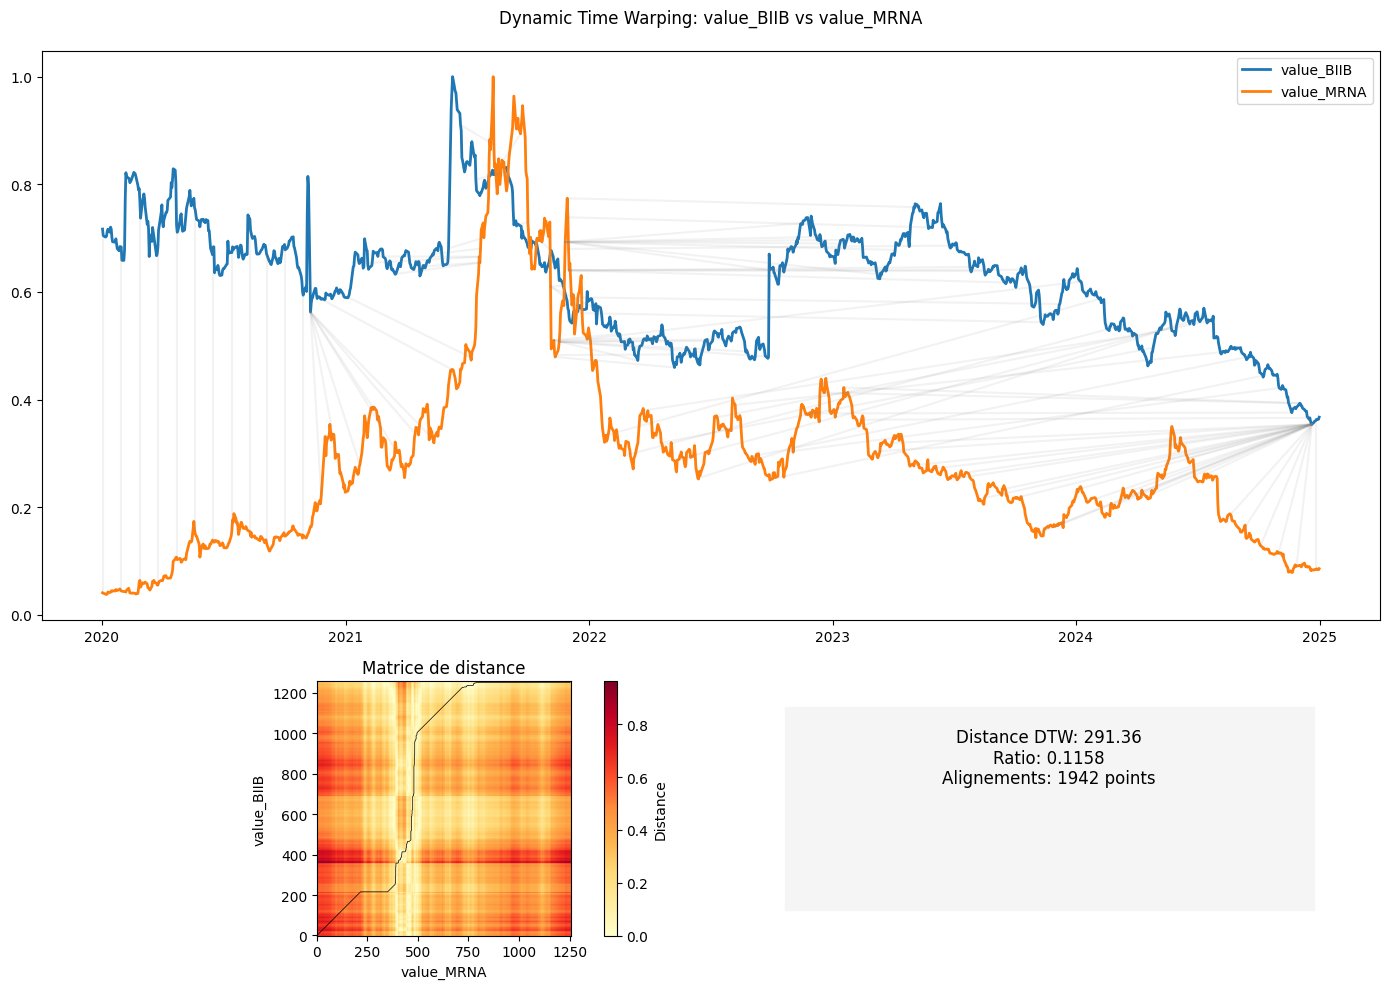 Dynamic Time Warping: value_BIIB vs value_MRNA
value_BIIB
value_MRNA
1.0
0.8
0.6
0.4
0.2
0.0
2020 2021 2022 2023 2024 2025
Matrice de distance
value_BIIB
1200
1000
800
600
400
200
0
0 250 500 750 1000 1250
value_MRNA
0.8
0.6
0.4
0.2
0.0
Distance
Distance DTW: 291.36
Ratio: 0.1158
Alignements: 1942 points